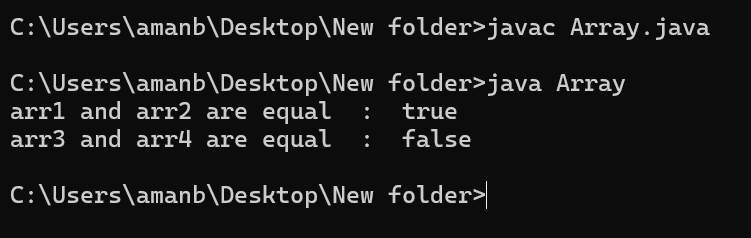 C:\Users\amanb\Desktop\New folder>javac Array.java
C:\Users\amanb\Desktop\New folder>java Array
arr1 and arr2 are equal  :  true
arr3 and arr4 are equal  :  false
C:\Users\amanb\Desktop\New folder>